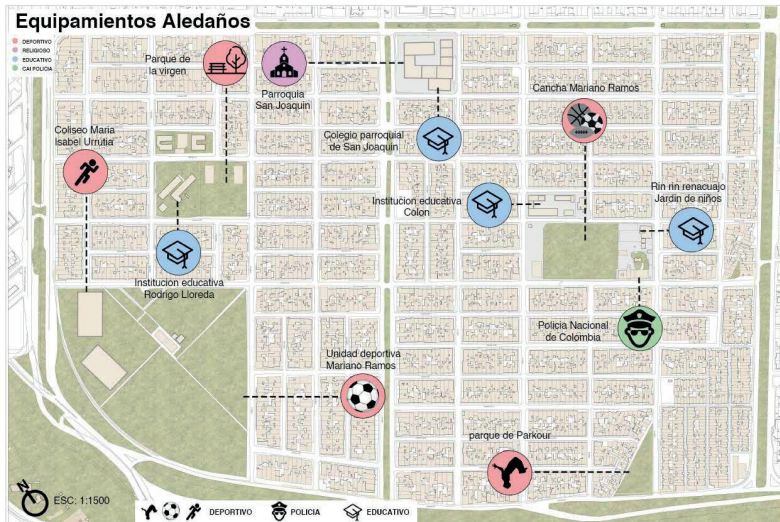 Equipamientos Aledaños
DEPORTIVO
RELIGIOSO
EDUCATIVO
CAI POLICIA
Parque de
la virgen
Parroquia
San Joaquin
Cancha Mariano Ramos
Coliseo Maria
Isabel Urrutia
Colegio parroquial
de San Joaquin
Rin rin renacuajo
Jardin de niños
Institucion educativa
Colon
Institucion educativa
Rodrigo Lloreda
Policia Nacional
de Colombia
Unidad deportiva
Mariano Ramos
parque de Parkour
N
ESC: 1:1500
DEPORTIVO
POLICIA
EDUCATIVO